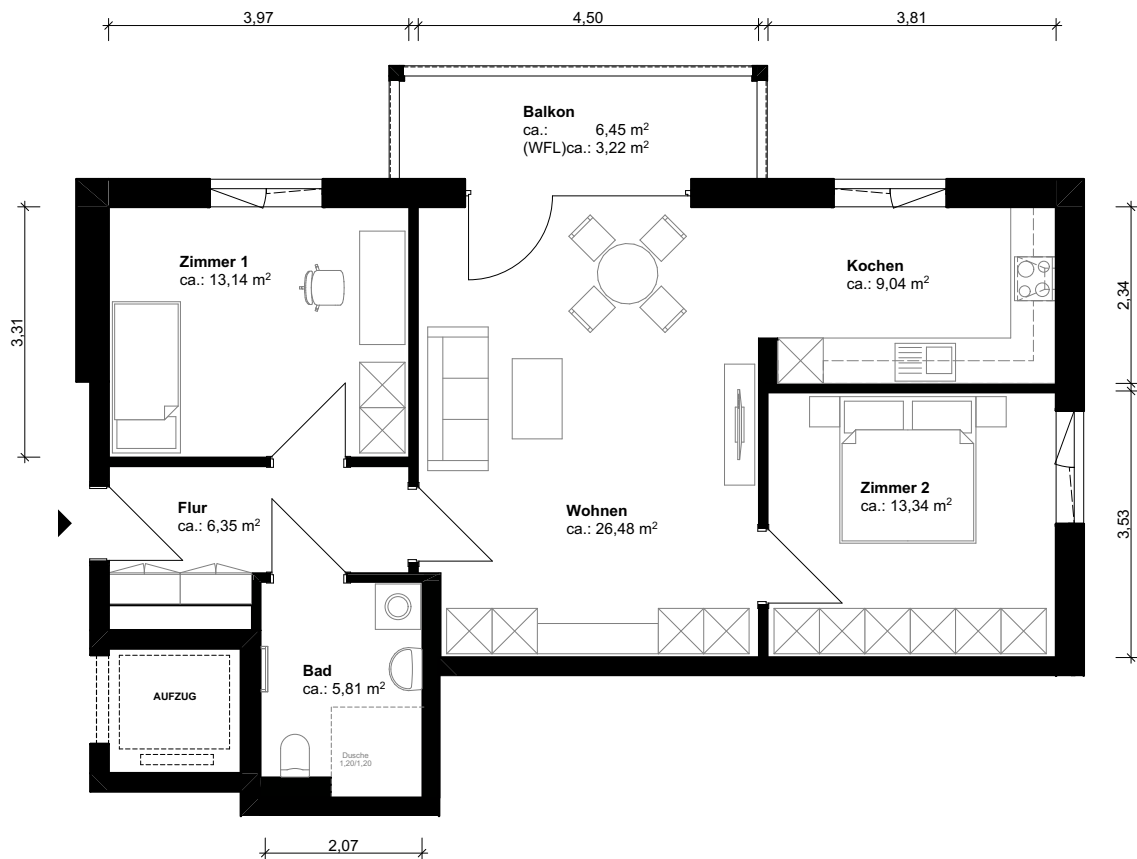 3,97
4,50
3,81
Balkon
ca.: 6,45 m²
(WFL)ca.: 3,22 m²
Zimmer 1
ca.: 13,14 m²
Kochen
ca.: 9,04 m²
2,34
3,31
Zimmer 2
ca.: 13,34 m²
Flur
ca.: 6,35 m²
Wohnen
ca.: 26,48 m²
3,53
Bad
ca.: 5,81 m²
AUFZUG
Dusche
1,20/1,20
2,07